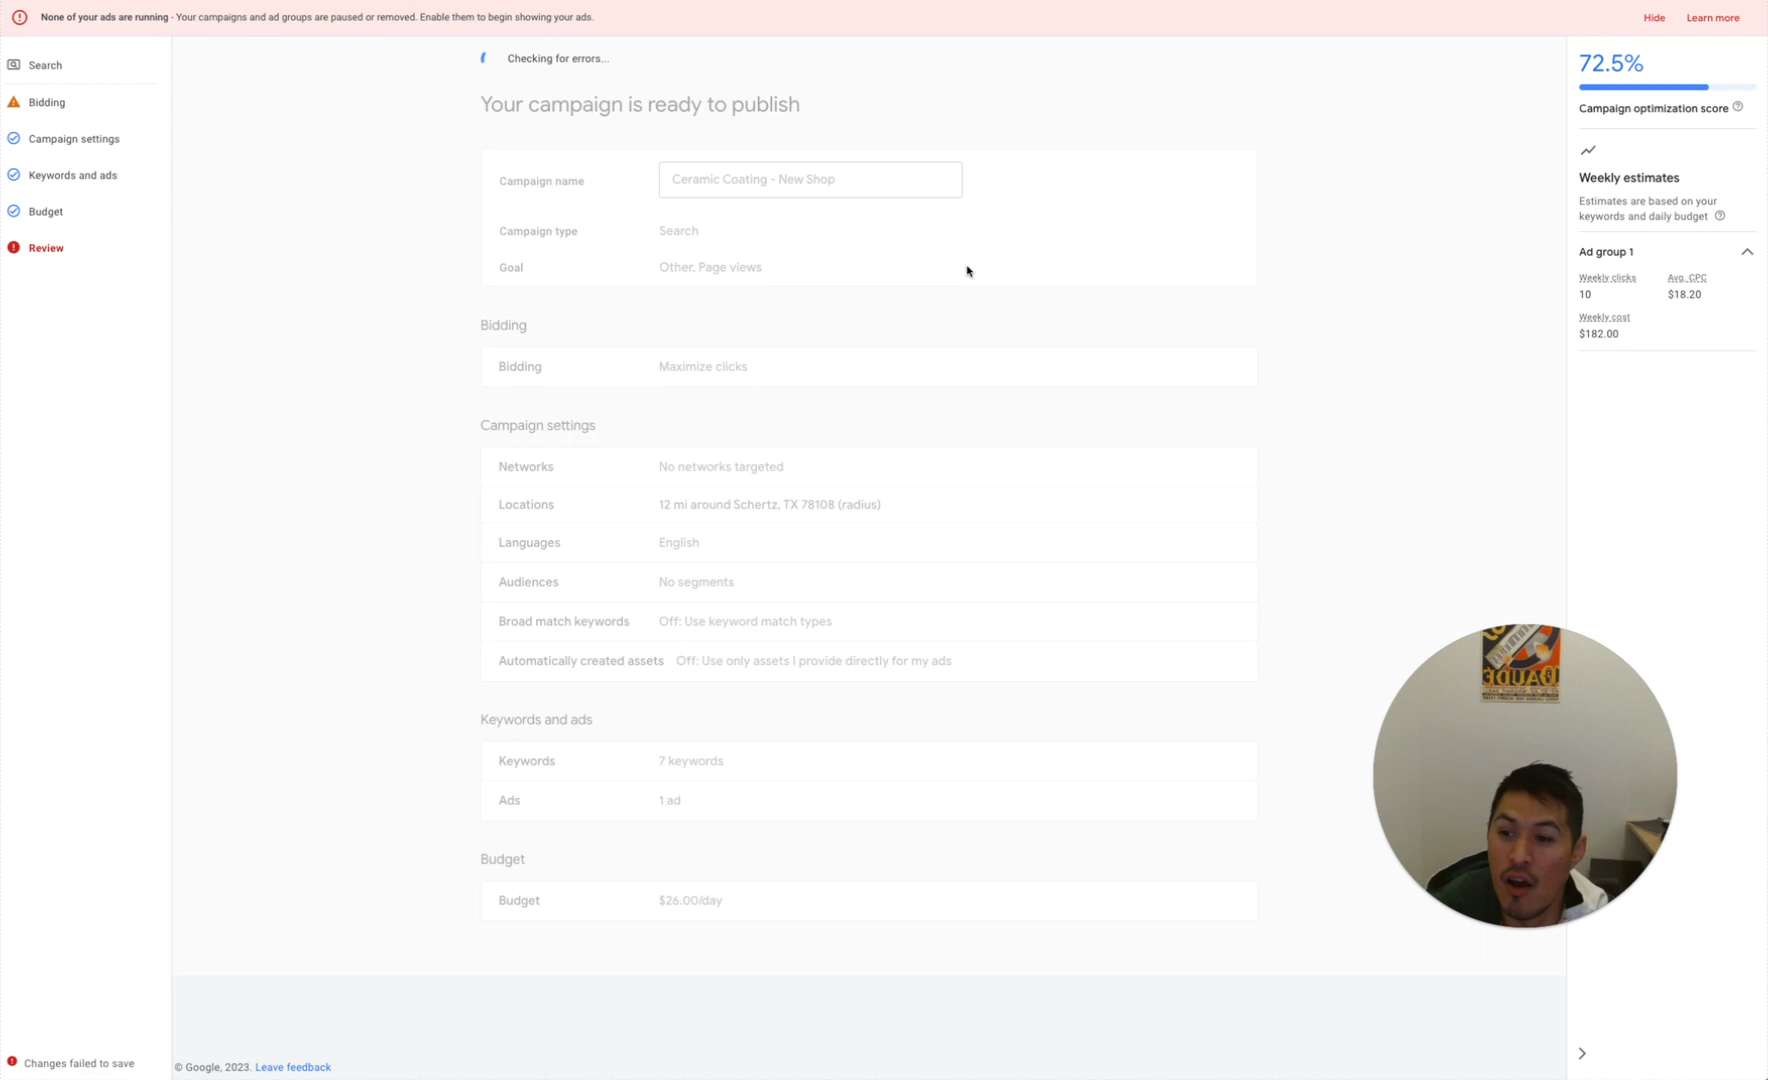 None of your ads are running - Your campaigns and ad groups are paused or removed. Enable them to begin showing your ads.
Hide
Learn more
Search
Bidding
Campaign settings
Keywords and ads
Budget
Review
Changes failed to save
Checking for errors...
Your campaign is ready to publish
Campaign name
Ceramic Coating - New Shop
Campaign type
Search
Goal
Other, Page views
Bidding
Bidding
Maximize clicks
Campaign settings
Networks
No networks targeted
Locations
12 mi around Schertz, TX 78108 (radius)
Languages
English
Audiences
No segments
Broad match keywords
Off: Use keyword match types
Automatically created assets
Off: Use only assets I provide directly for my ads
Keywords and ads
Keywords
7 keywords
Ads
1 ad
Budget
Budget
$26.00/day
© Google, 2023. Leave feedback
72.5%
Campaign optimization score
Weekly estimates
Estimates are based on your
keywords and daily budget
Ad group 1
Weekly clicks
Avg. CPC
10
$18.20
Weekly cost
$182.00